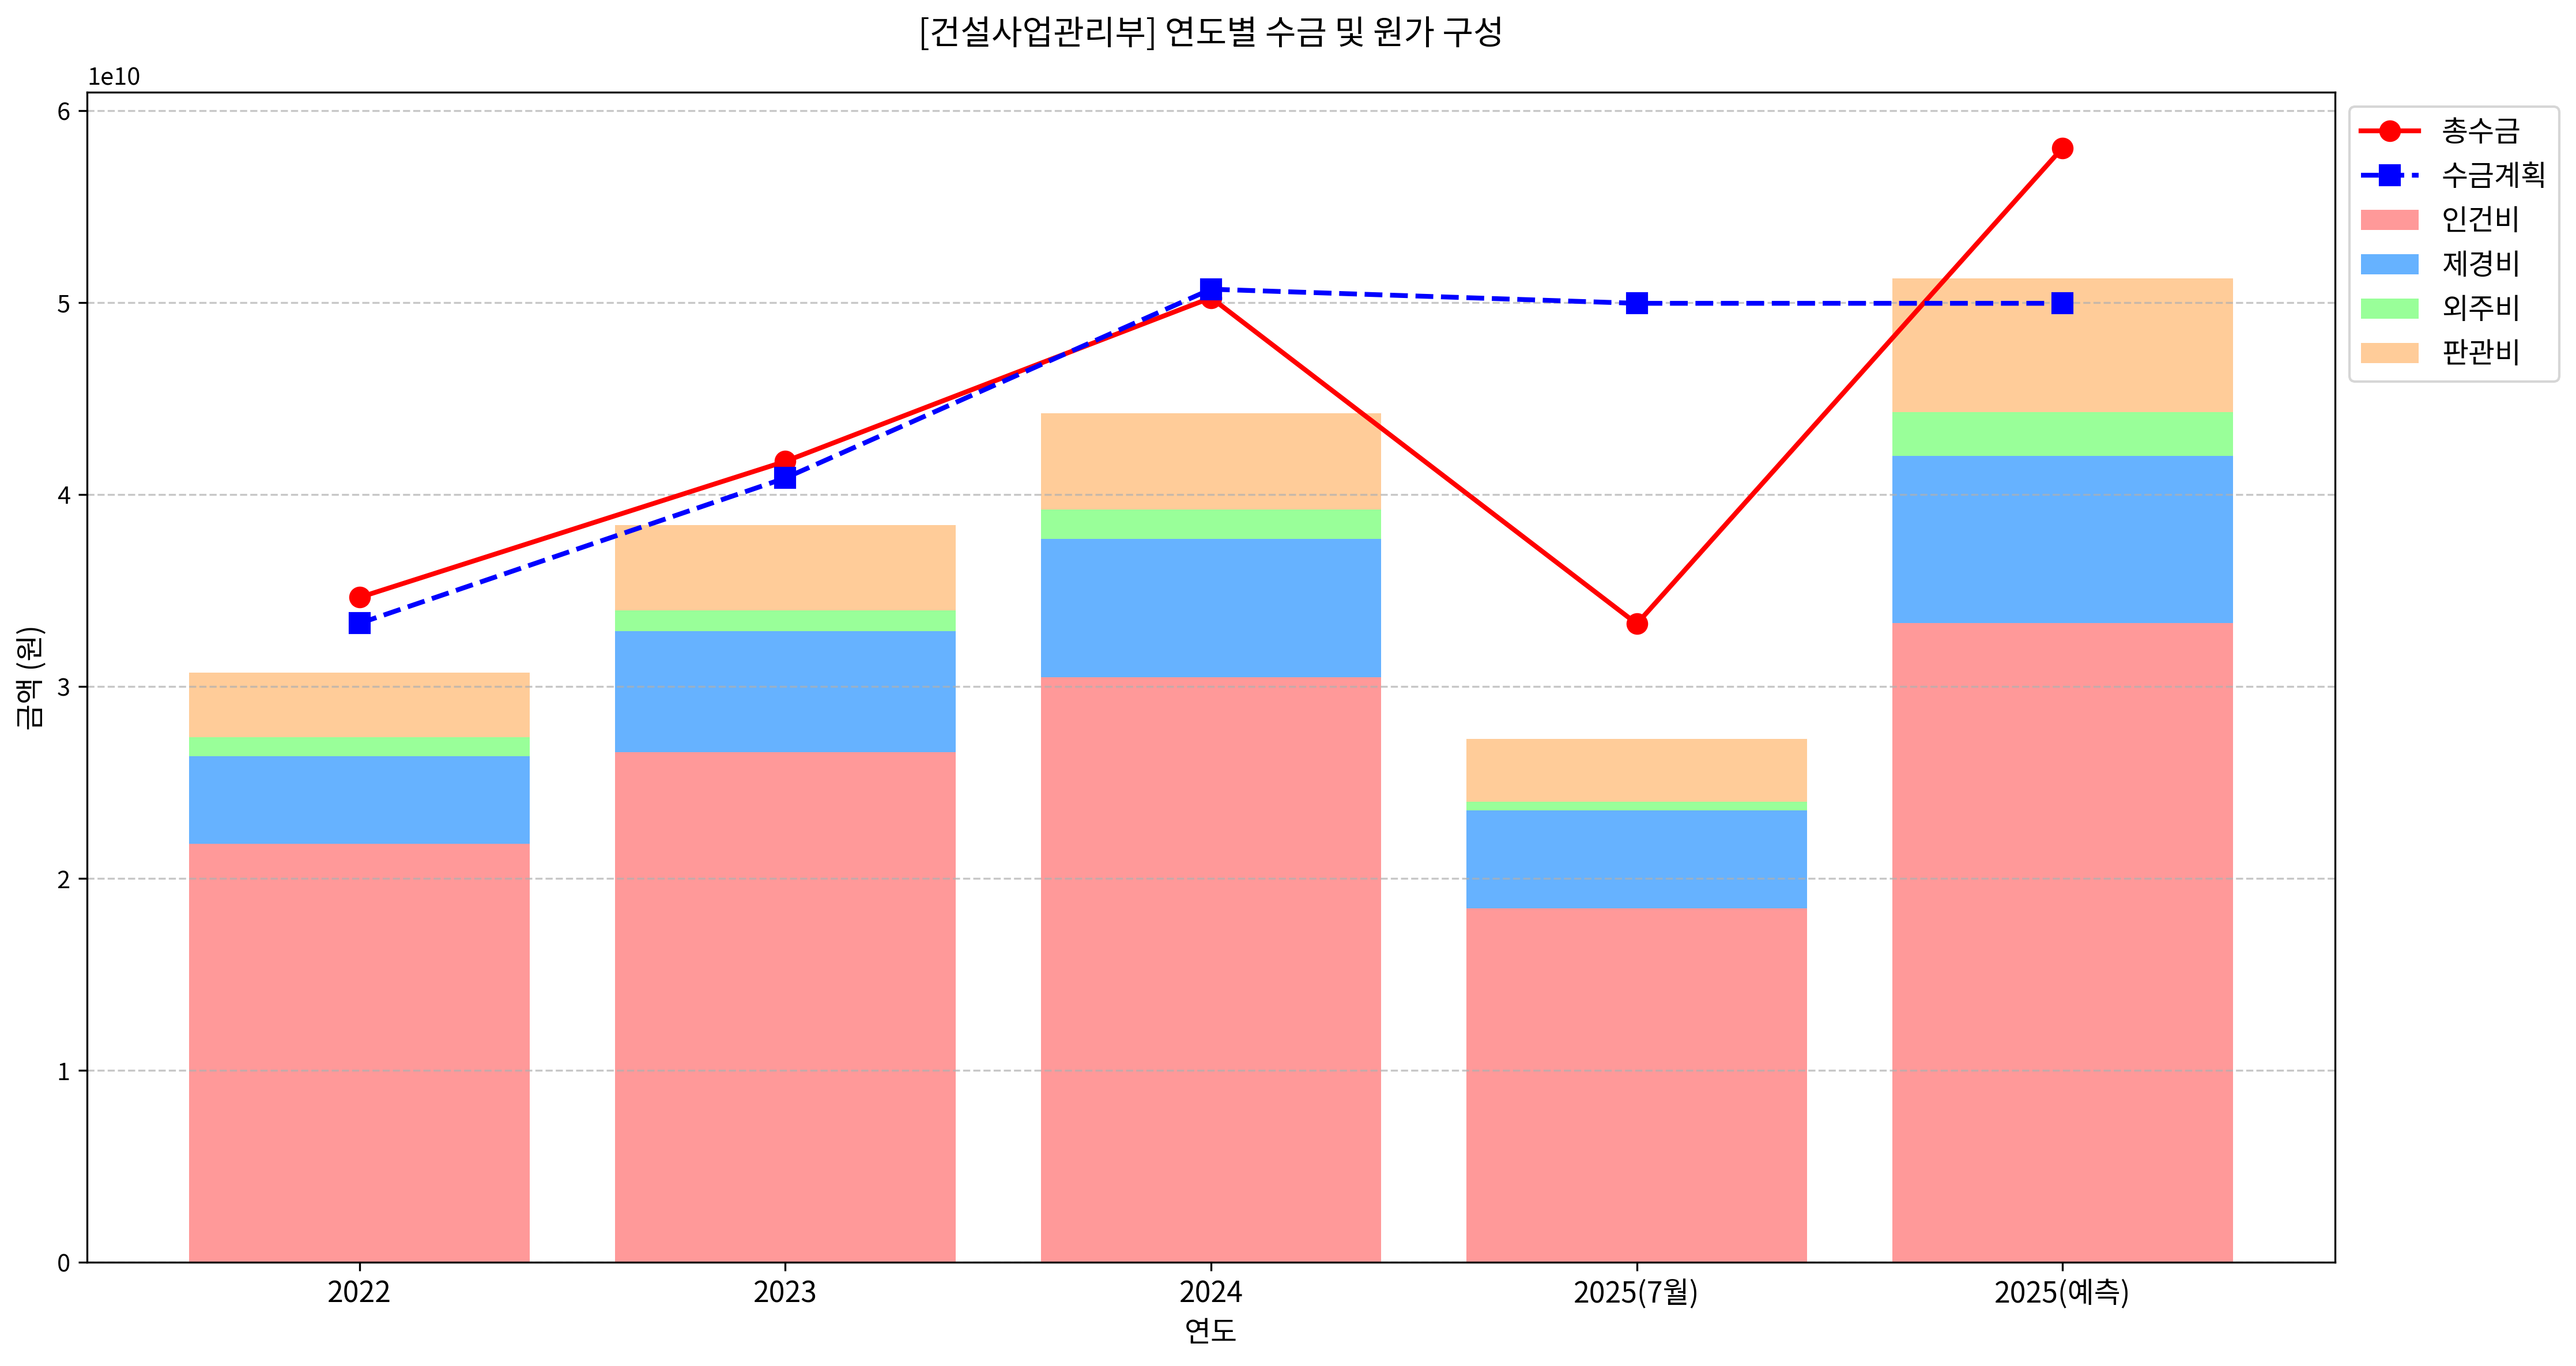 [건설사업관리부] 연도별 수금 및 원가 구성
1e10
6
5
4
3
2
1
0
금액 (원)
2022
2023
2024
2025(7월)
2025(예측)
연도
총수금
수금계획
인건비
제경비
외주비
판관비